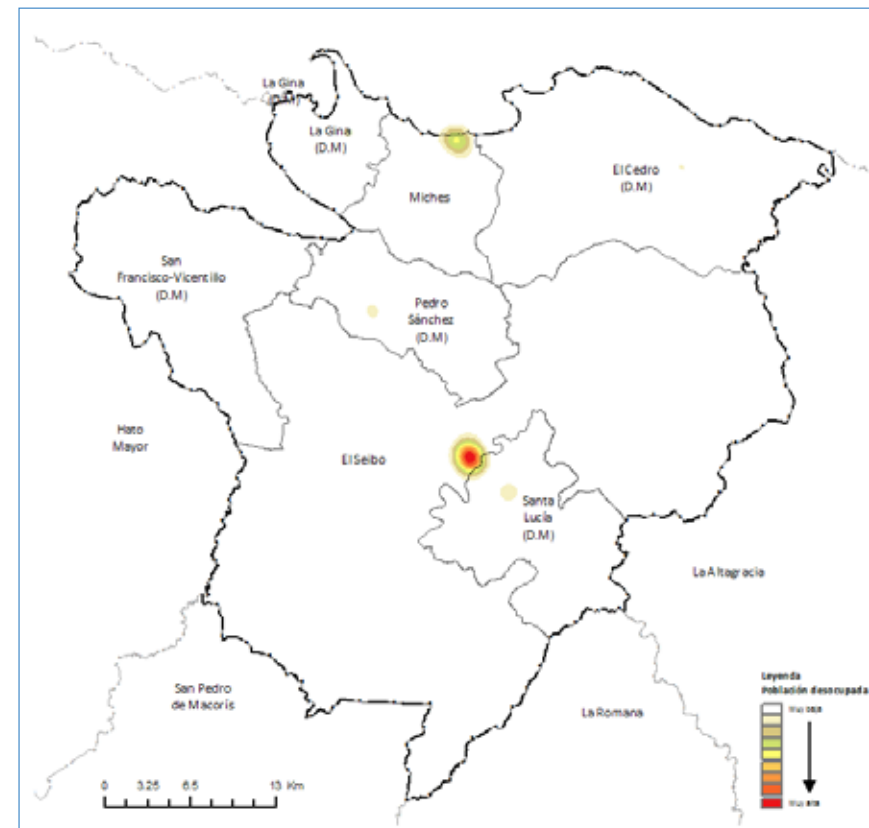 La Gina
(D.M)
La Gina
(D.M)
Miches
El Cedro
(D.M)
San
Francisco-Vicentillo
(D.M)
Pedro
Sánchez
(D.M)
Hato
Mayor
El Seibo
Santa
Lucía
(D.M)
La Altagracia
San Pedro
de Macorís
La Romana
Leyenda
Población desocupada
0 3.25 6.5 13 Km